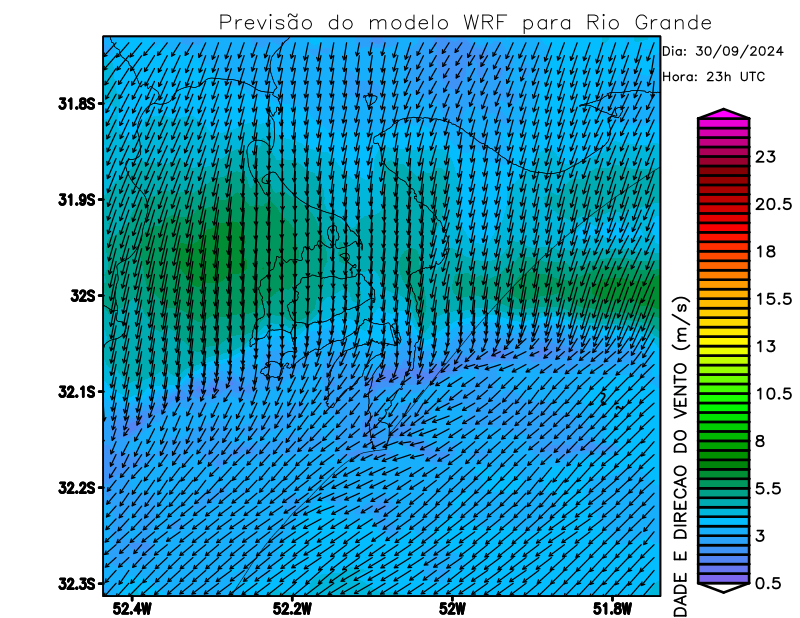 Previsão do modelo WRF para Rio Grande
Dia: 30/09/2024
Hora: 23h UTC
31.8S
31.9S
32S
32.1S
32.2S
32.3S
52.4W
52.2W
52W
51.8W
23
20.5
18
15.5
13
10.5
8
5.5
3
0.5
DADE E DIRECAO DO VENTO (m/s)